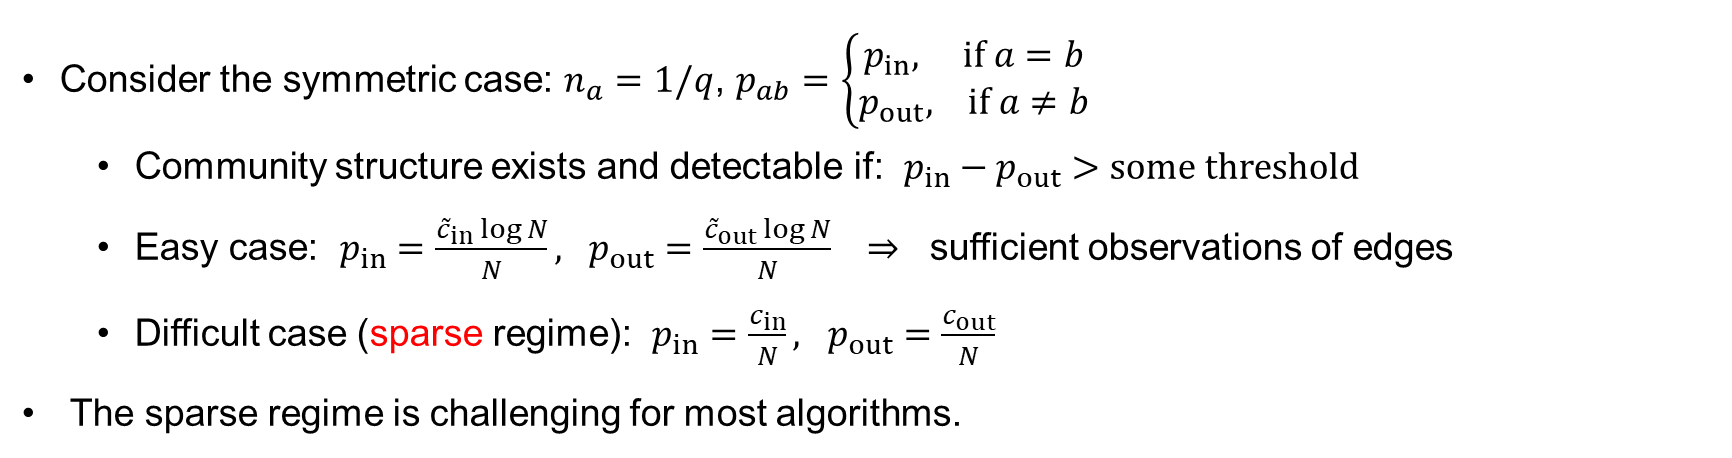 • Consider the symmetric case: nₐ = 1/q, p_ab = { p_in, if a = b
p_out, if a ≠ b
• Community structure exists and detectable if: p_in − p_out > some threshold
• Easy case: p_in = c̃_in log N / N , p_out = c̃_out log N / N ⇒ sufficient observations of edges
• Difficult case (sparse regime): p_in = c_in / N , p_out = c_out / N
• The sparse regime is challenging for most algorithms.